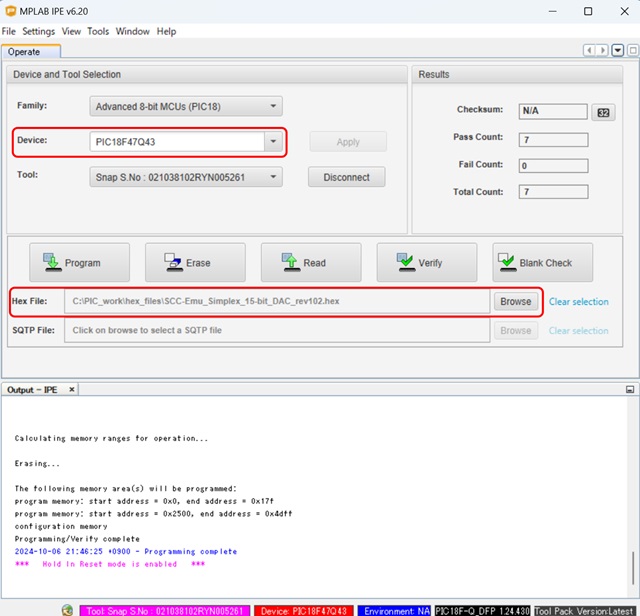 MPLAB IPE v6.20
File Settings View Tools Window Help
Operate
Device and Tool Selection
Family: Advanced 8-bit MCUs (PIC18)
Device: PIC18F47Q43 Apply
Tool: Snap S.No : 021038102RYN005261 Disconnect
Results
Checksum: N/A 32
Pass Count: 7
Fail Count: 0
Total Count: 7
Program Erase Read Verify Blank Check
Hex File: C:\PIC_work\hex_files\SCC-Emu_Simplex_15-bit_DAC_rev102.hex Browse Clear selection
SQTP File: Click on browse to select a SQTP file Browse Clear selection
Output - IPE ×
Calculating memory ranges for operation...
Erasing...
The following memory area(s) will be programmed:
program memory: start address = 0x0, end address = 0x17f
program memory: start address = 0x2500, end address = 0x4dff
configuration memory
Programming/Verify complete
2024-10-06 21:46:25 +0900 - Programming complete
*** Hold In Reset mode is enabled ***
Tool: Snap S.No : 021038102RYN005261 Device: PIC18F47Q43 Environment: NA PIC18F-Q_DFP 1.24.430 Tool Pack Version:Latest